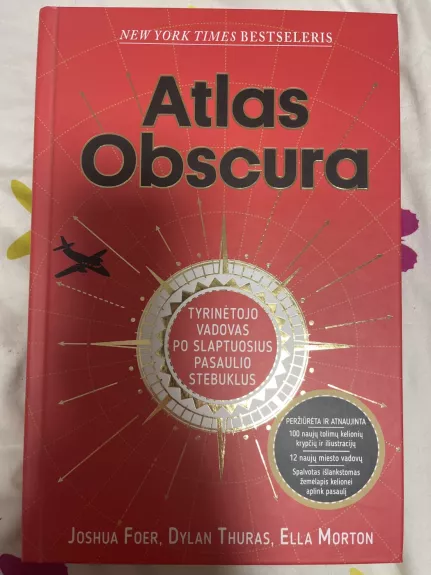 NEW YORK TIMES BESTSELERIS
Atlas
Obscura
TYRINĖTOJO
VADOVAS
PO SLAPTUOSIUS
PASAULIO
STEBUKLUS
PERŽIŪRĖTA IR ATNAUJINTA
100 naujų tolimų kelionių
krypčių ir iliustracijų
12 naujų miesto vadovų
Spalvotas išlankstomas
žemėlapis kelionei
aplink pasaulį
JOSHUA FOER, DYLAN THURAS, ELLA MORTON